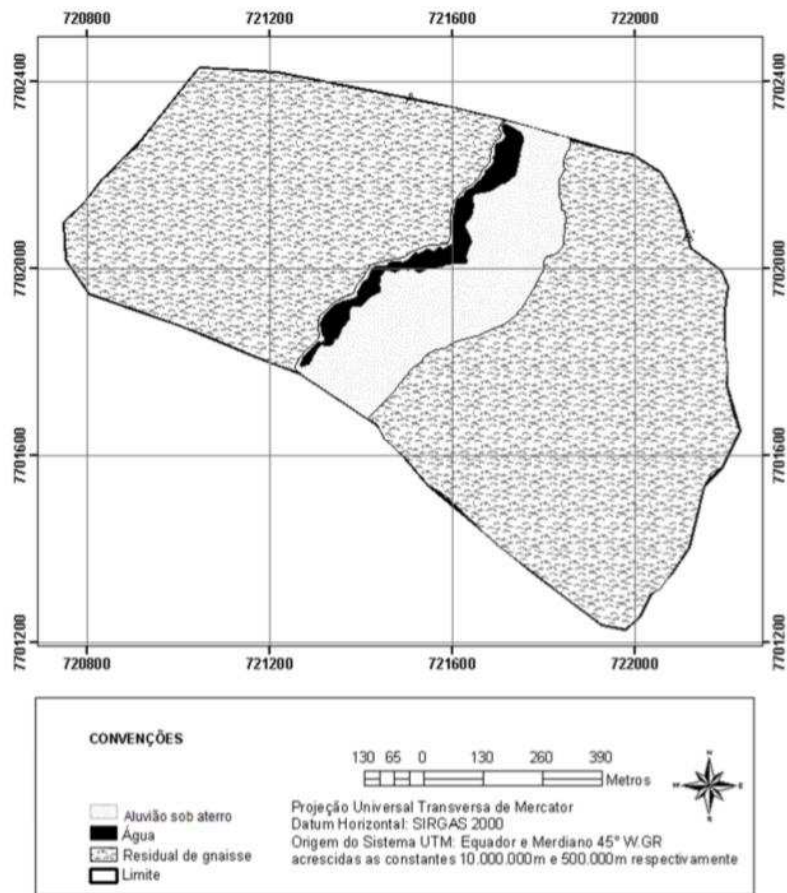 720800 721200 721600 722000
7702400 7702400
7702000 7702000
7701600 7701600
7701200 7701200
720800 721200 721600 722000
CONVENÇÕES
130 65 0 130 260 390
Metros
N
Aluvião sob aterro
Água
Residual de gnaisse
Limite
Projeção Universal Transversa de Mercator
Datum Horizontal: SIRGAS 2000
Origem do Sistema UTM: Equador e Merdiano 45° W.GR
acrescidas as constantes 10.000.000m e 500.000m respectivamente